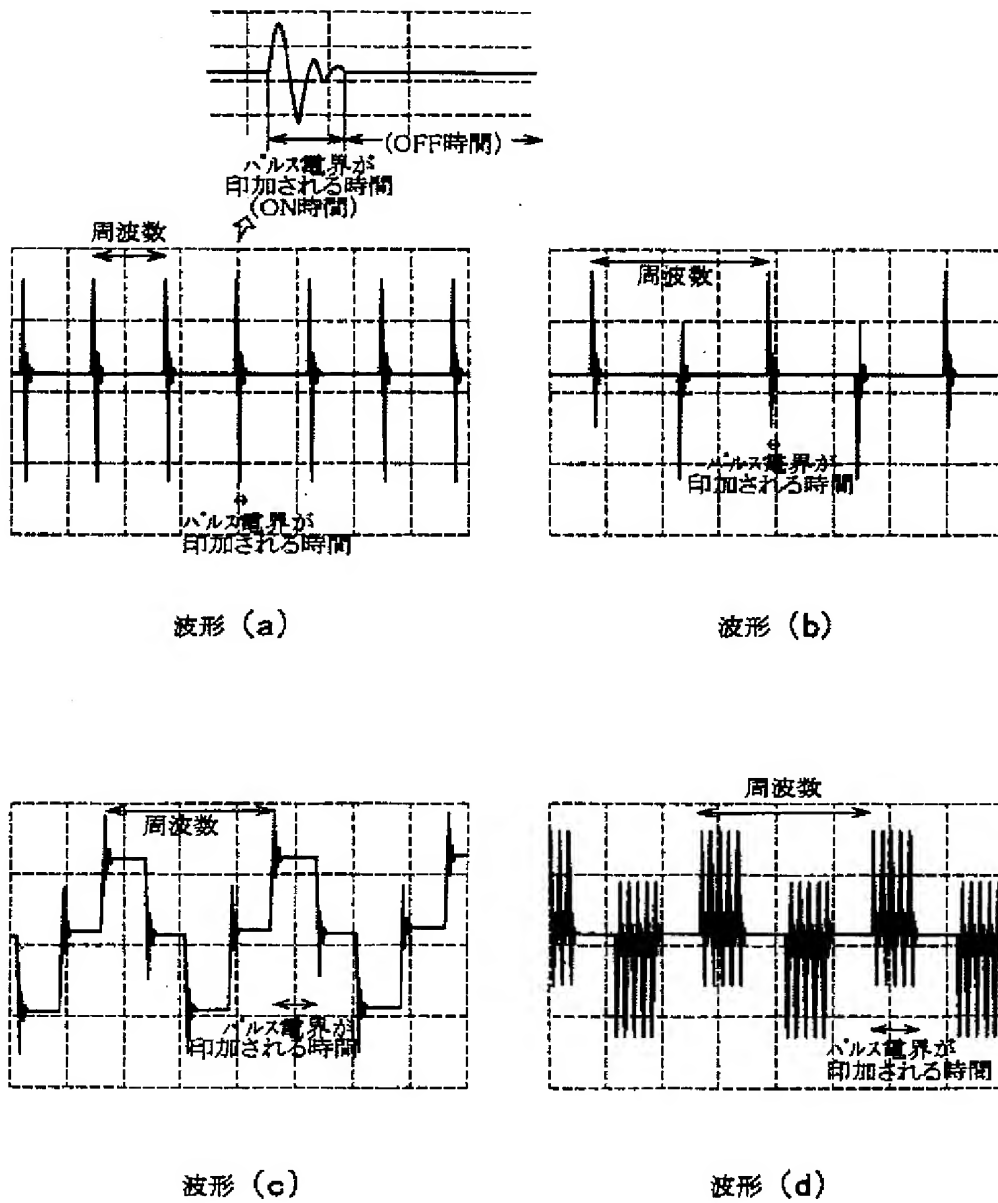 (OFF時間)
パルス電界が
印加される時間
(ON時間)
周波数
パルス電界が
印加される時間
波形 (a)
周波数
パルス電界が
印加される時間
波形 (b)
周波数
パルス電界が
印加される時間
波形 (c)
周波数
パルス電界が
印加される時間
波形 (d)